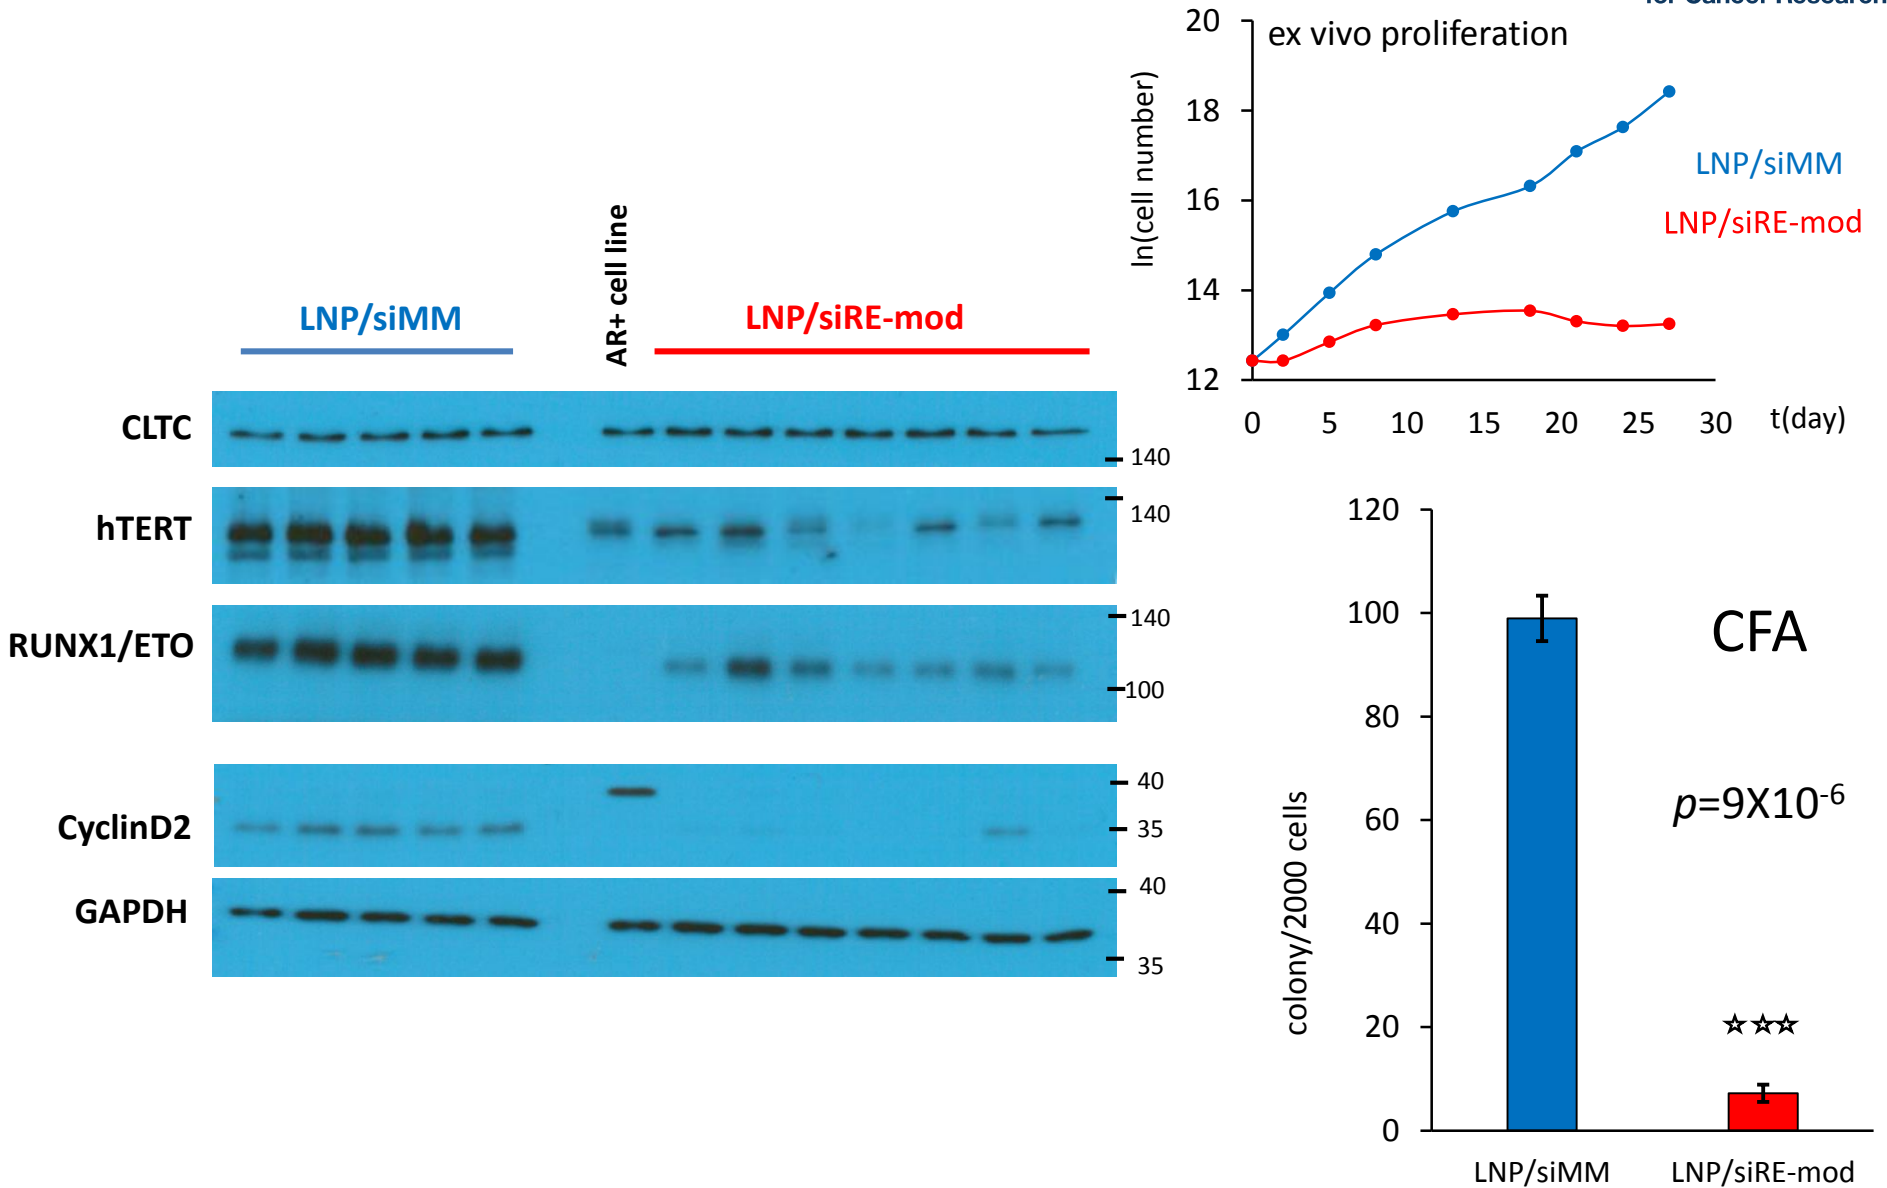 for Cancer Research
LNP/siMM
AR+ cell line
LNP/siRE-mod
CLTC
140
hTERT
140
RUNX1/ETO
140
100
CyclinD2
40
35
GAPDH
40
35
ex vivo proliferation
ln(cell number)
20
18
16
14
12
0 5 10 15 20 25 30 t(day)
LNP/siMM
LNP/siRE-mod
colony/2000 cells
120
100
80
60
40
20
0
CFA
p=9X10⁻⁶
☆☆☆
LNP/siMM LNP/siRE-mod